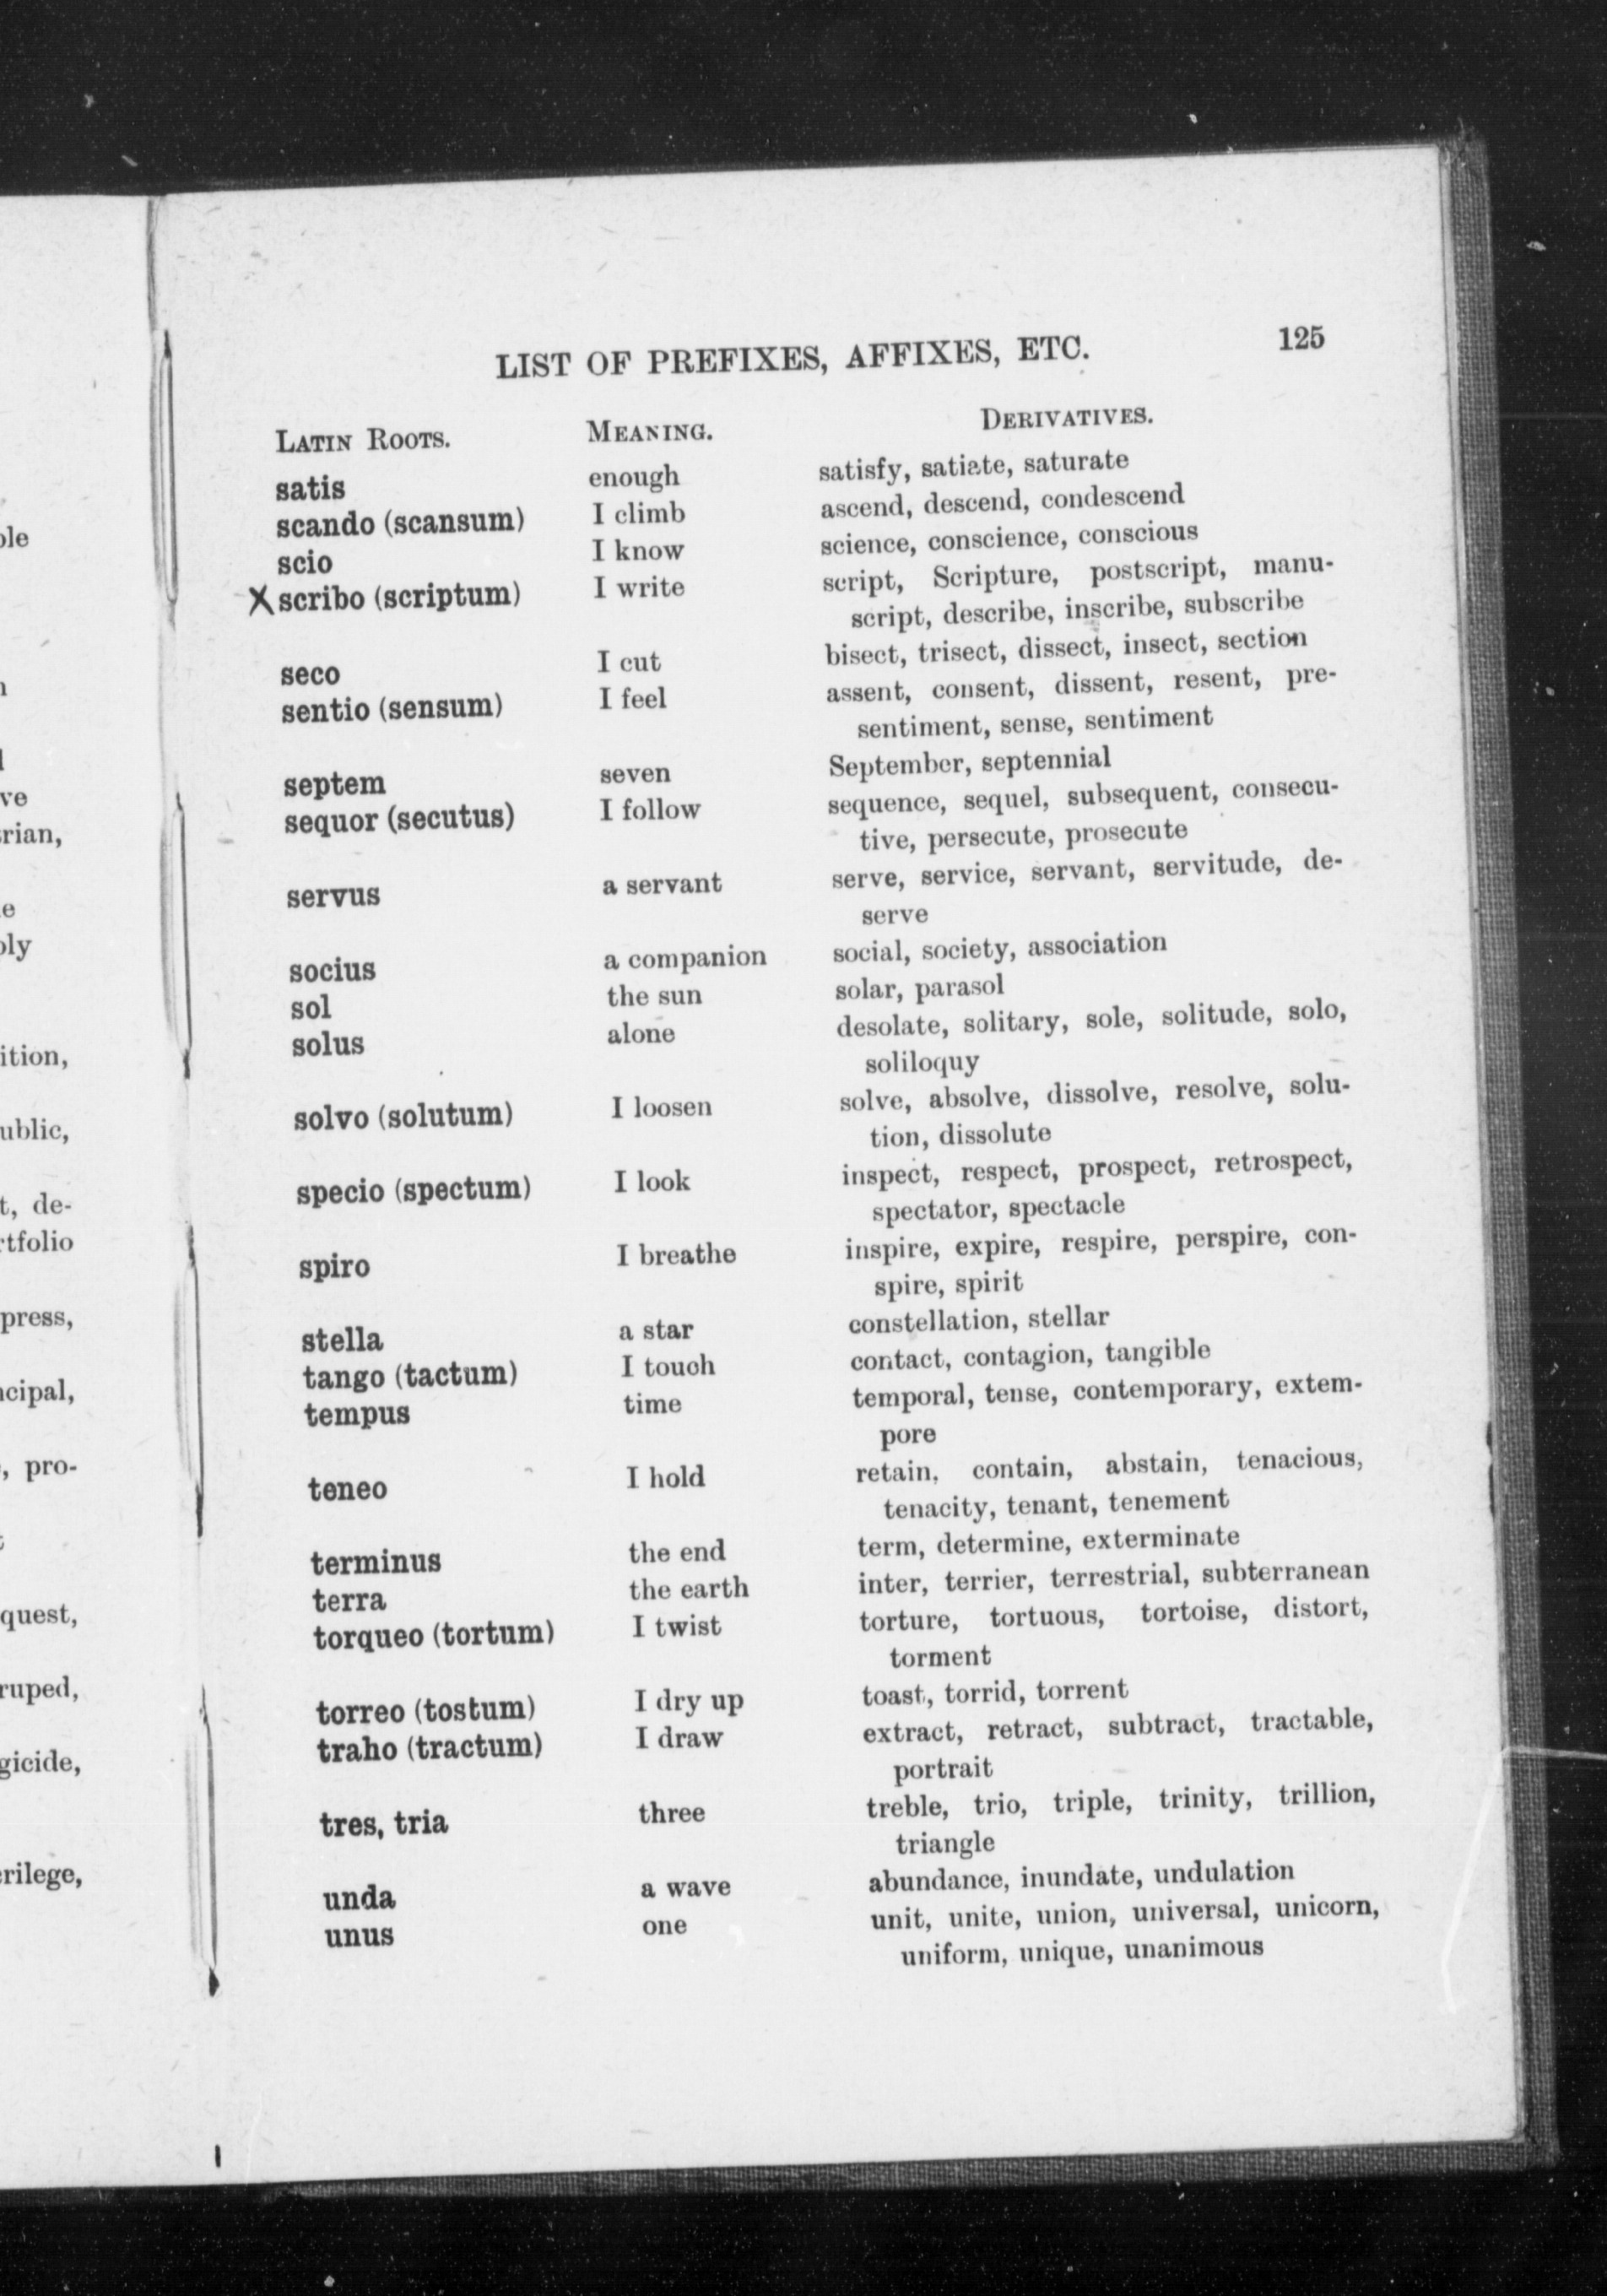 LIST OF PREFIXES, AFFIXES, ETC. 125
LATIN ROOTS. MEANING. DERIVATIVES.
satis enough satisfy, satiate, saturate
scando (scansum) I climb ascend, descend, condescend
scio I know science, conscience, conscious
X scribo (scriptum) I write script, Scripture, postscript, manu-
script, describe, inscribe, subscribe
seco I cut bisect, trisect, dissect, insect, section
sentio (sensum) I feel assent, consent, dissent, resent, pre-
sentiment, sense, sentiment
septem seven September, septennial
sequor (secutus) I follow sequence, sequel, subsequent, consecu-
tive, persecute, prosecute
servus a servant serve, service, servant, servitude, de-
serve
socius a companion social, society, association
sol the sun solar, parasol
solus alone desolate, solitary, sole, solitude, solo,
soliloquy
solvo (solutum) I loosen solve, absolve, dissolve, resolve, solu-
tion, dissolute
specio (spectum) I look inspect, respect, prospect, retrospect,
spectator, spectacle
spiro I breathe inspire, expire, respire, perspire, con-
spire, spirit
stella a star constellation, stellar
tango (tactum) I touch contact, contagion, tangible
tempus time temporal, tense, contemporary, extem-
pore
teneo I hold retain, contain, abstain, tenacious,
tenacity, tenant, tenement
terminus the end term, determine, exterminate
terra the earth inter, terrier, terrestrial, subterranean
torqueo (tortum) I twist torture, tortuous, tortoise, distort,
torment
torreo (tostum) I dry up toast, torrid, torrent
traho (tractum) I draw extract, retract, subtract, tractable,
portrait
tres, tria three treble, trio, triple, trinity, trillion,
triangle
unda a wave abundance, inundate, undulation
unus one unit, unite, union, universal, unicorn,
uniform, unique, unanimous